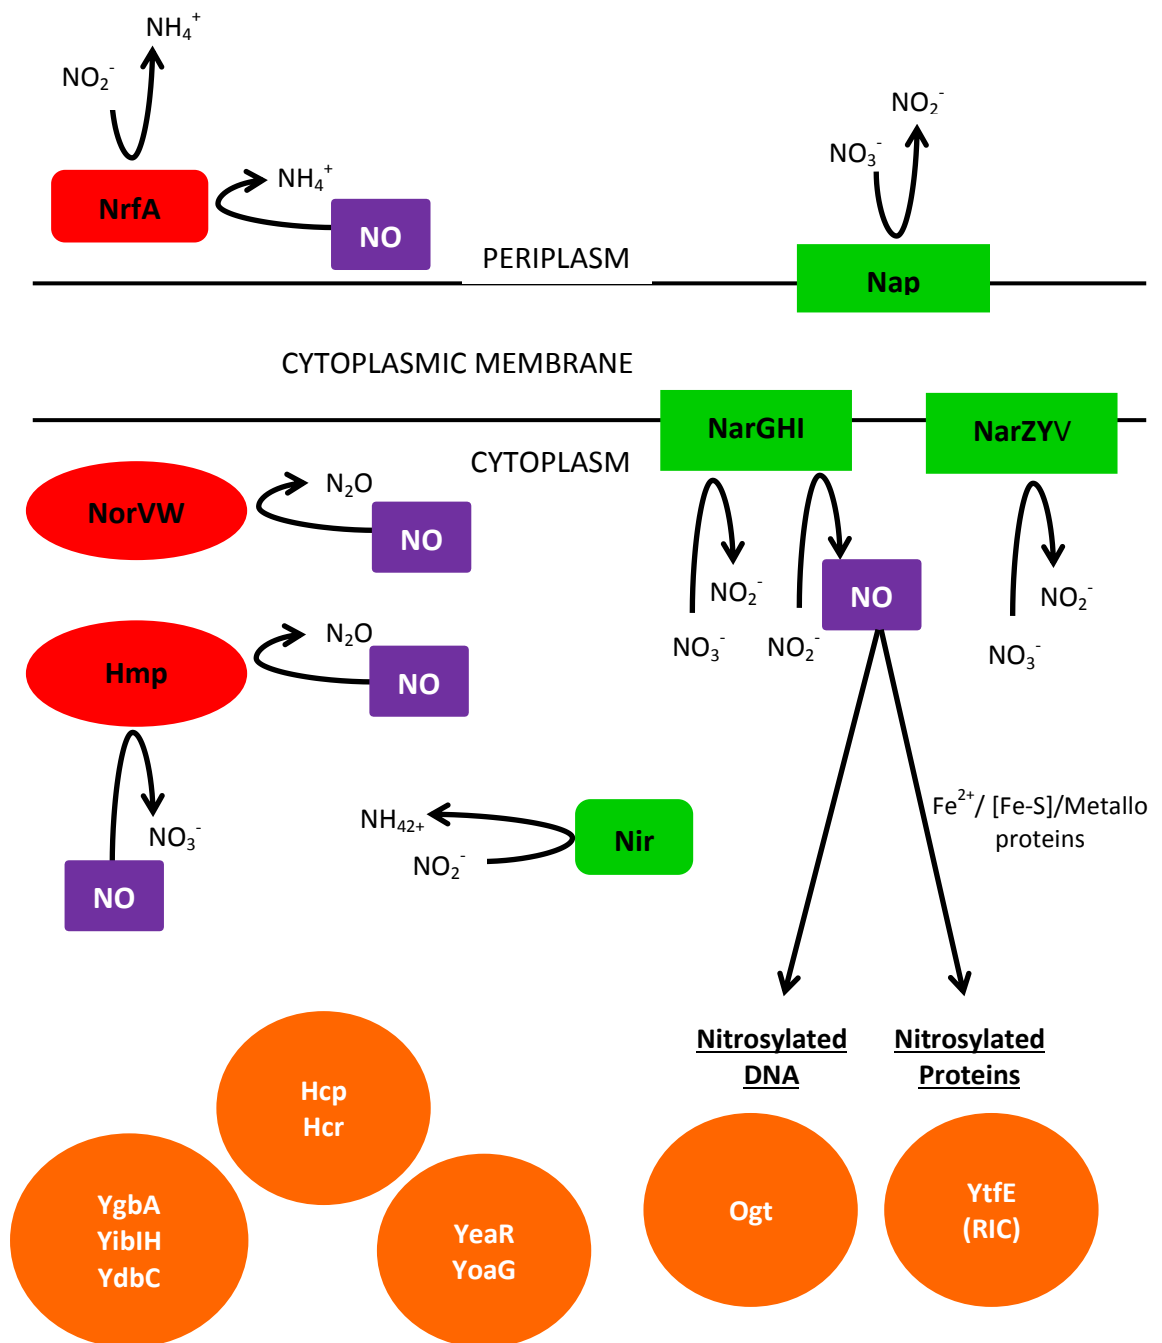 NH₄⁺
NO₂⁻
NO₂⁻
NO₃⁻
NH₄⁺
NrfA
NO
PERIPLASM
Nap
CYTOPLASMIC MEMBRANE
NarGHI
NarZYV
CYTOPLASM
N₂O
NorVW
NO
NO₂⁻
NO
NO₂⁻
NO₃⁻
NO₂⁻
NO₃⁻
N₂O
Hmp
NO
NO₃⁻
NH₄₂₊
NO₂⁻
Nir
Fe²⁺/ [Fe-S]/Metallo
proteins
NO
Nitrosylated
DNA
Nitrosylated
Proteins
Hcp
Hcr
YgbA
YibIH
YdbC
YeaR
YoaG
Ogt
YtfE
(RIC)